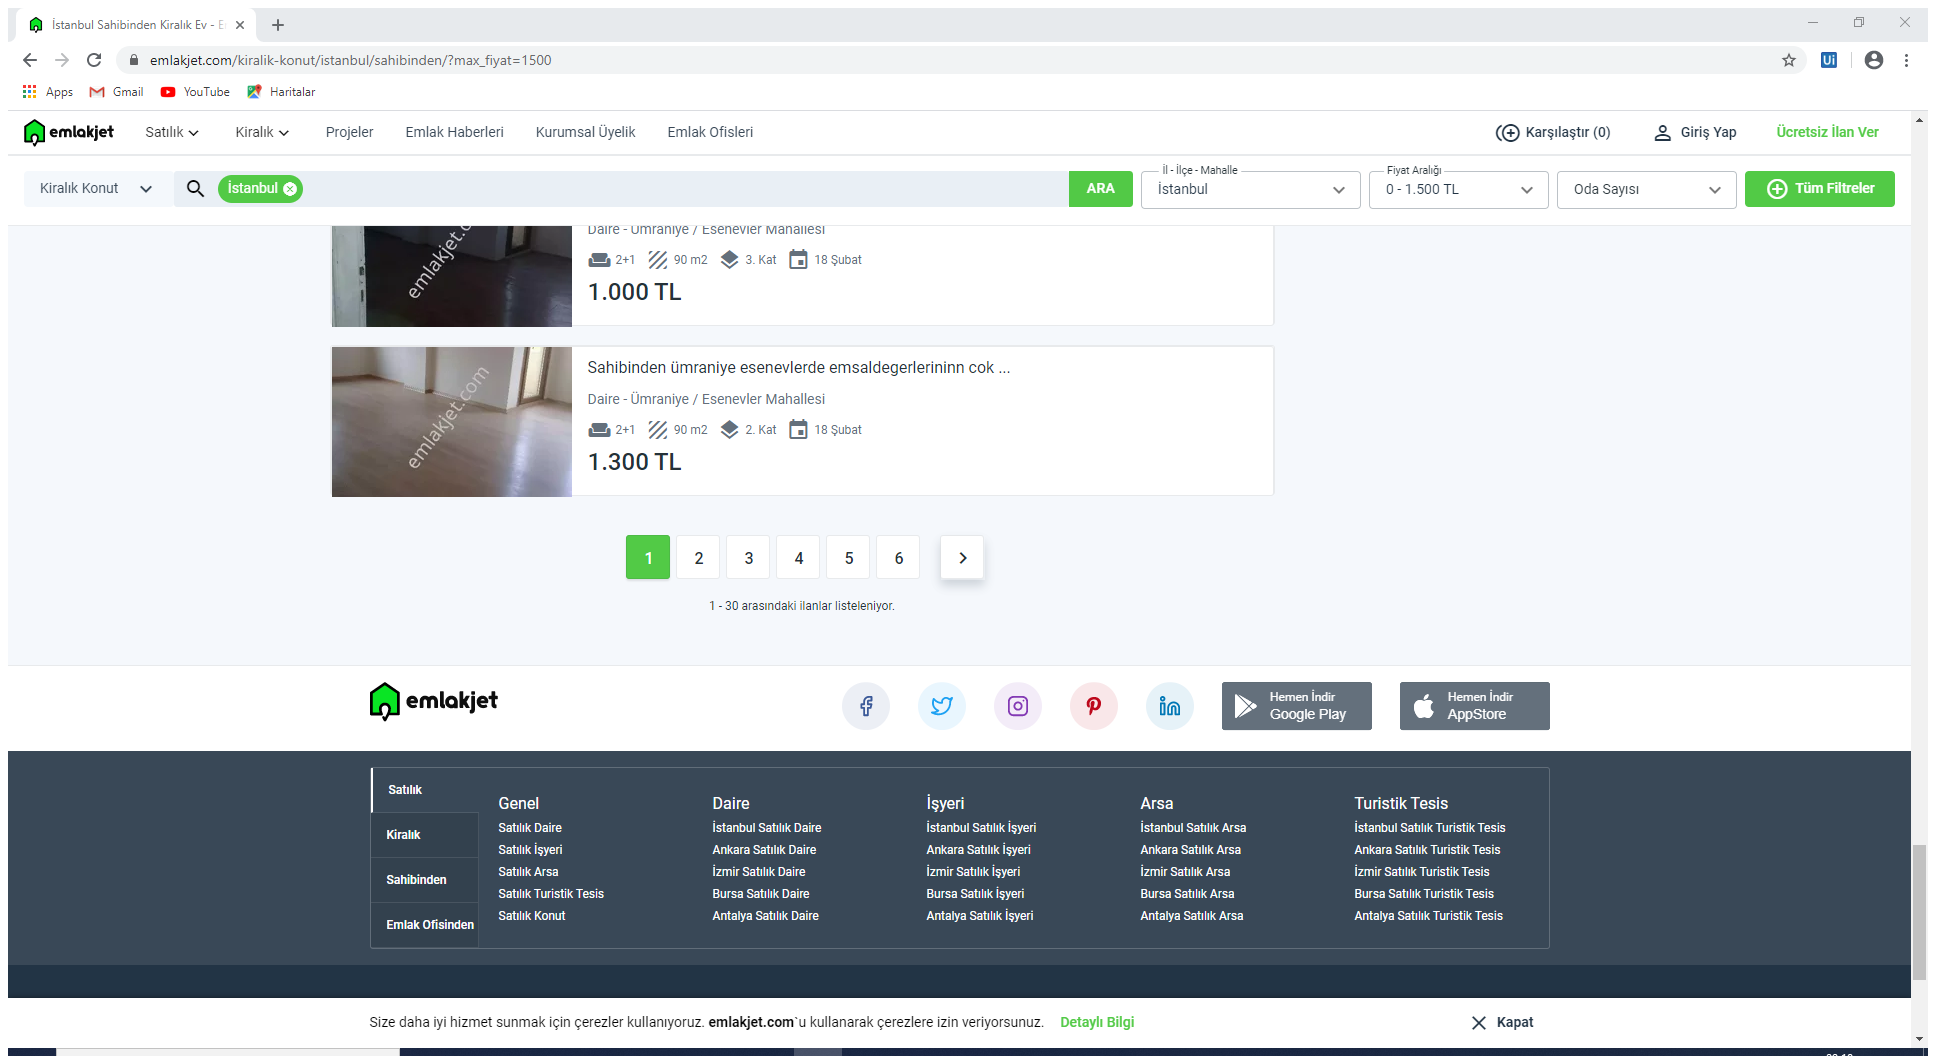 İstanbul Sahibinden Kiralık Ev - E
emlakjet.com/kiralik-konut/istanbul/sahibinden/?max_fiyat=1500
Apps Gmail YouTube Haritalar
emlakjet Satılık Kiralık Projeler Emlak Haberleri Kurumsal Üyelik Emlak Ofisleri Karşılaştır (0) Giriş Yap Ücretsiz İlan Ver
İl - İlçe - Mahalle Fiyat Aralığı
Kiralık Konut İstanbul ARA İstanbul 0 - 1.500 TL Oda Sayısı Tüm Filtreler
emlakjet.com
Daire - Ümraniye / Esenevler Mahallesi
2+1 90 m2 3. Kat 18 Şubat
1.000 TL
emlakjet.com
Sahibinden ümraniye esenevlerde emsaldegerlerininn cok ...
Daire - Ümraniye / Esenevler Mahallesi
2+1 90 m2 2. Kat 18 Şubat
1.300 TL
1 2 3 4 5 6
1 - 30 arasındaki ilanlar listeleniyor.
emlakjet
Hemen İndir
Google Play
Hemen İndir
AppStore
Satılık
Kiralık
Sahibinden
Emlak Ofisinden
Genel
Satılık Daire
Satılık İşyeri
Satılık Arsa
Satılık Turistik Tesis
Satılık Konut
Daire
İstanbul Satılık Daire
Ankara Satılık Daire
İzmir Satılık Daire
Bursa Satılık Daire
Antalya Satılık Daire
İşyeri
İstanbul Satılık İşyeri
Ankara Satılık İşyeri
İzmir Satılık İşyeri
Bursa Satılık İşyeri
Antalya Satılık İşyeri
Arsa
İstanbul Satılık Arsa
Ankara Satılık Arsa
İzmir Satılık Arsa
Bursa Satılık Arsa
Antalya Satılık Arsa
Turistik Tesis
İstanbul Satılık Turistik Tesis
Ankara Satılık Turistik Tesis
İzmir Satılık Turistik Tesis
Bursa Satılık Turistik Tesis
Antalya Satılık Turistik Tesis
Size daha iyi hizmet sunmak için çerezler kullanıyoruz. emlakjet.com`u kullanarak çerezlere izin veriyorsunuz. Detaylı Bilgi Kapat